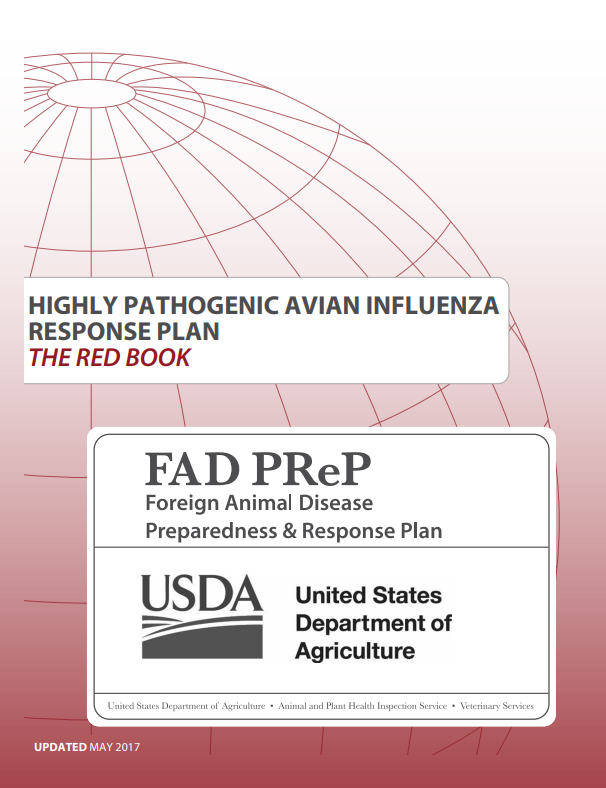 HIGHLY PATHOGENIC AVIAN INFLUENZA
RESPONSE PLAN
THE RED BOOK
FAD PReP
Foreign Animal Disease
Preparedness & Response Plan
USDA
United States
Department of
Agriculture
United States Department of Agriculture • Animal and Plant Health Inspection Service • Veterinary Services
UPDATED MAY 2017